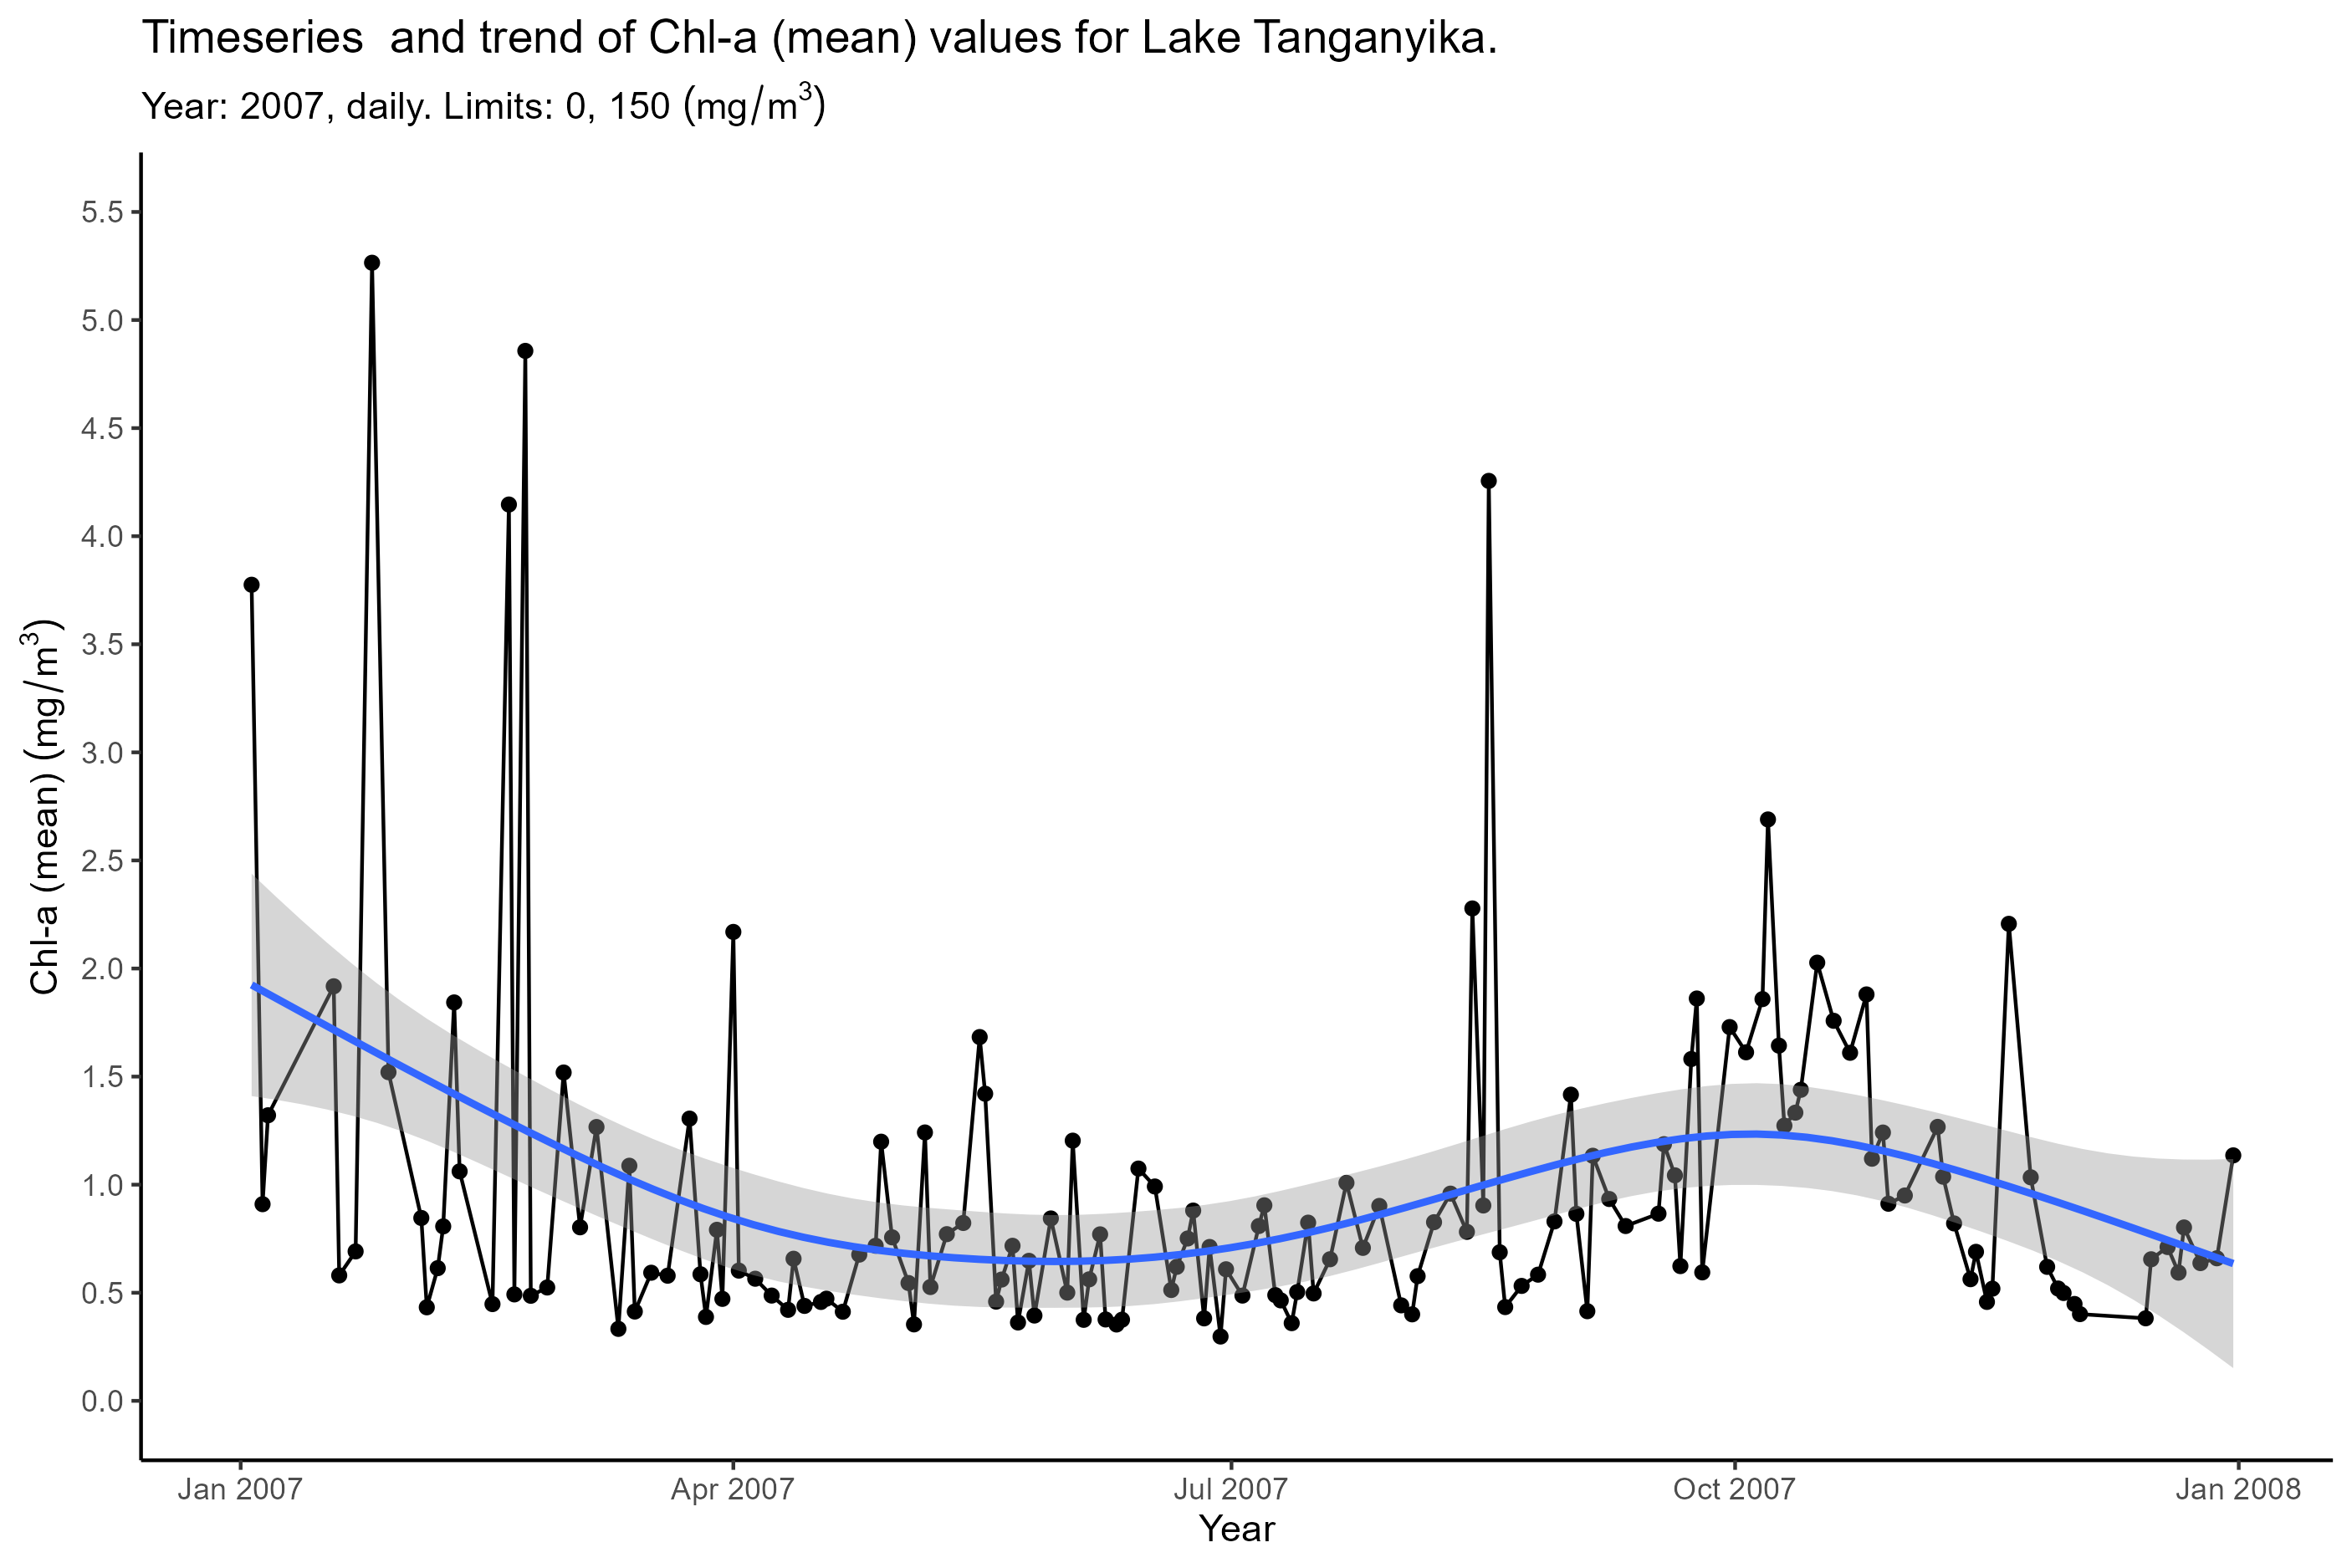 Timeseries  and trend of Chl-a (mean) values for Lake Tanganyika.
Year: 2007, daily. Limits: 0, 150 (mg/m³)
Chl-a (mean) (mg/m³)
5.5
5.0
4.5
4.0
3.5
3.0
2.5
2.0
1.5
1.0
0.5
0.0
Jan 2007 Apr 2007 Jul 2007 Oct 2007 Jan 2008
Year